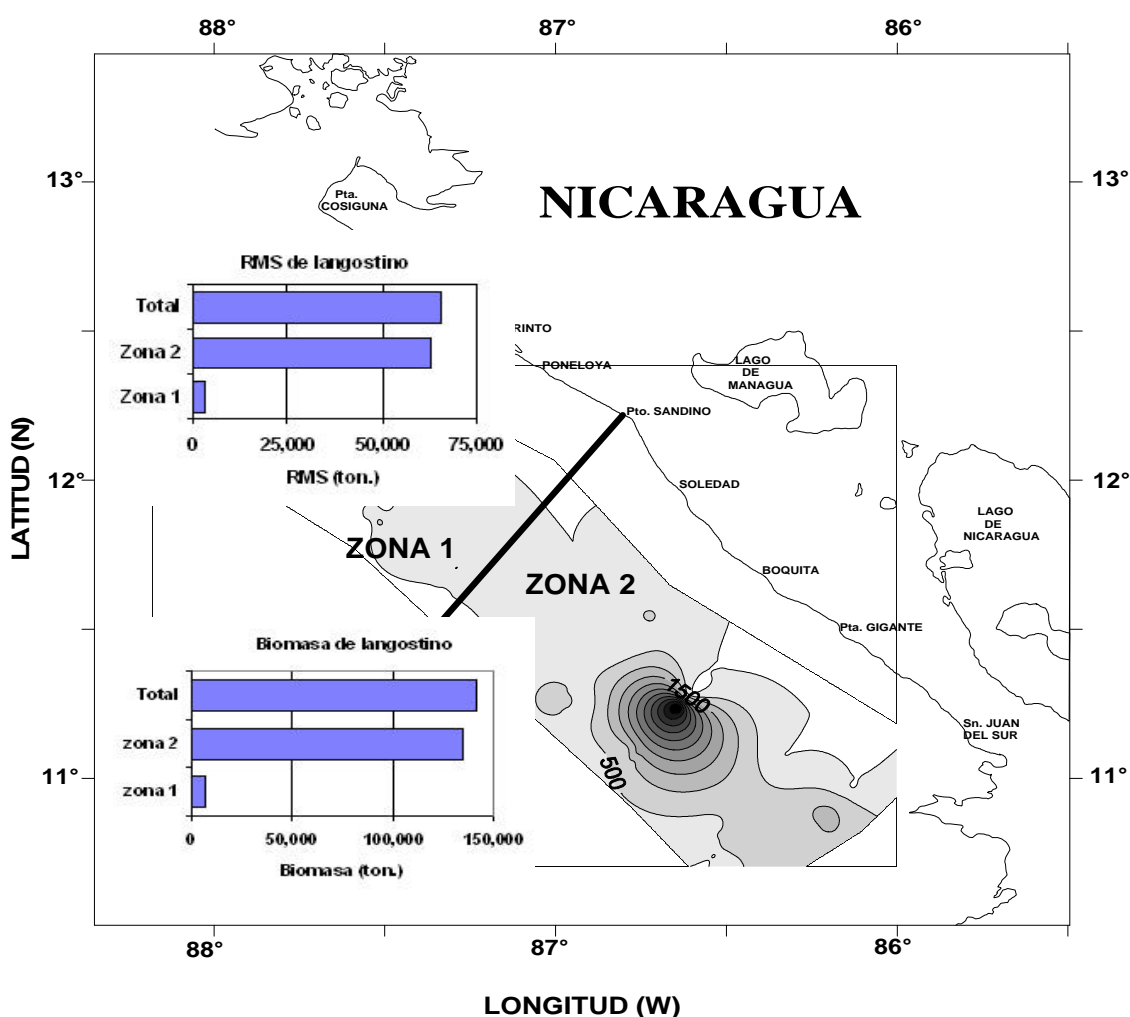 88°
87°
86°
13°
13°
NICARAGUA
Pta.
COSIGUNA
RMS de langostino
Total
Zona 2
Zona 1
0
25,000
50,000
75,000
RMS (ton.)
RINTO
PONELOYA
LAGO
DE
MANAGUA
Pto. SANDINO
12°
12°
SOLEDAD
LAGO
DE
NICARAGUA
LATITUD (N)
ZONA 1
ZONA 2
BOQUITA
Pta. GIGANTE
Biomasa de langostino
Total
zona 2
zona 1
0
50,000
100,000
150,000
Biomasa (ton.)
1500
500
Sn. JUAN
DEL SUR
11°
11°
88°
87°
86°
LONGITUD (W)